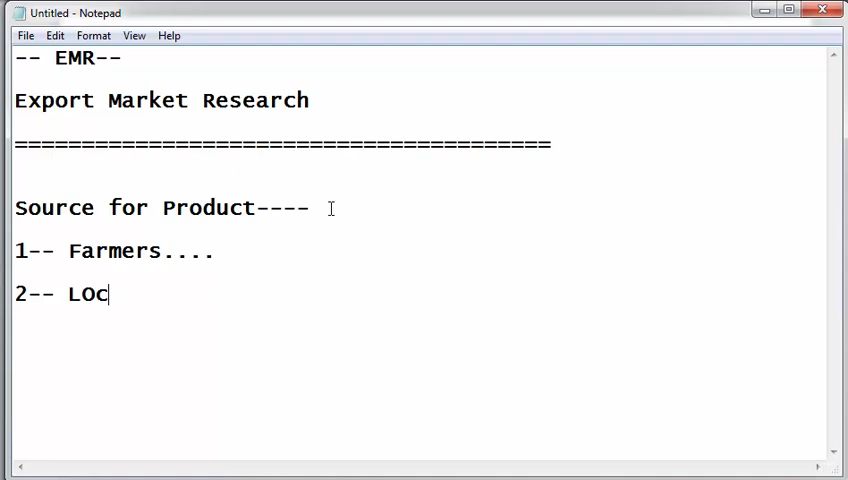 Untitled - Notepad
File Edit Format View Help
-- EMR--
Export Market Research
========================================
Source for Product----
1-- Farmers....
2-- LOc